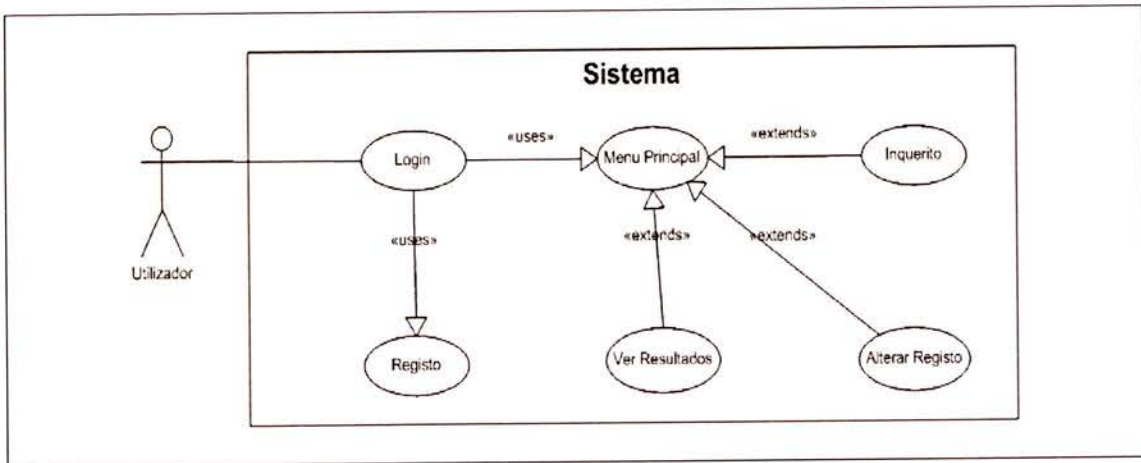 Sistema
«uses»
«extends»
Login
Menu Principal
Inquerito
«uses»
«extends»
«extends»
Utilizador
Registo
Ver Resultados
Alterar Registo